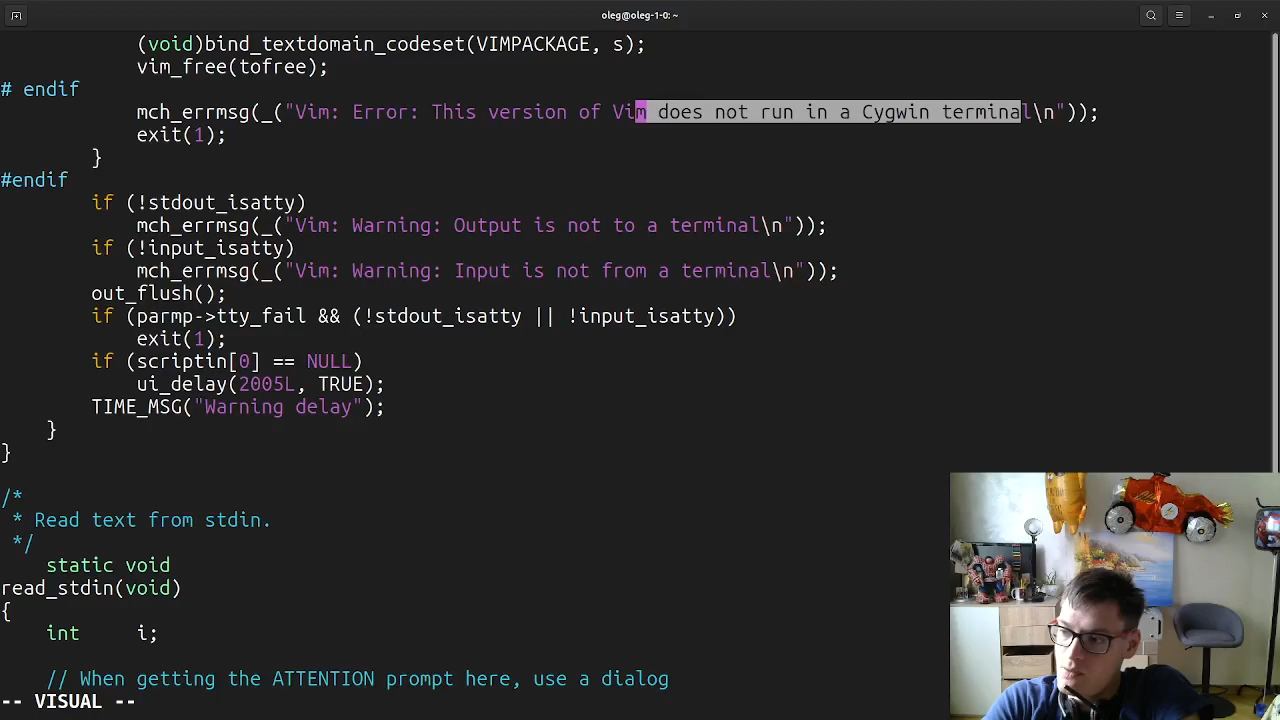 oleg@oleg-1-0: ~
(void)bind_textdomain_codeset(VIMPACKAGE, s);
vim_free(tofree);
# endif
mch_errmsg(_("Vim: Error: This version of Vim does not run in a Cygwin terminal\n"));
exit(1);
}
#endif
if (!stdout_isatty)
mch_errmsg(_("Vim: Warning: Output is not to a terminal\n"));
if (!input_isatty)
mch_errmsg(_("Vim: Warning: Input is not from a terminal\n"));
out_flush();
if (parmp->tty_fail && (!stdout_isatty || !input_isatty))
exit(1);
if (scriptin[0] == NULL)
ui_delay(2005L, TRUE);
TIME_MSG("Warning delay");
}
}
/*
* Read text from stdin.
*/
static void
read_stdin(void)
{
int i;
// When getting the ATTENTION prompt here, use a dialog
-- VISUAL --